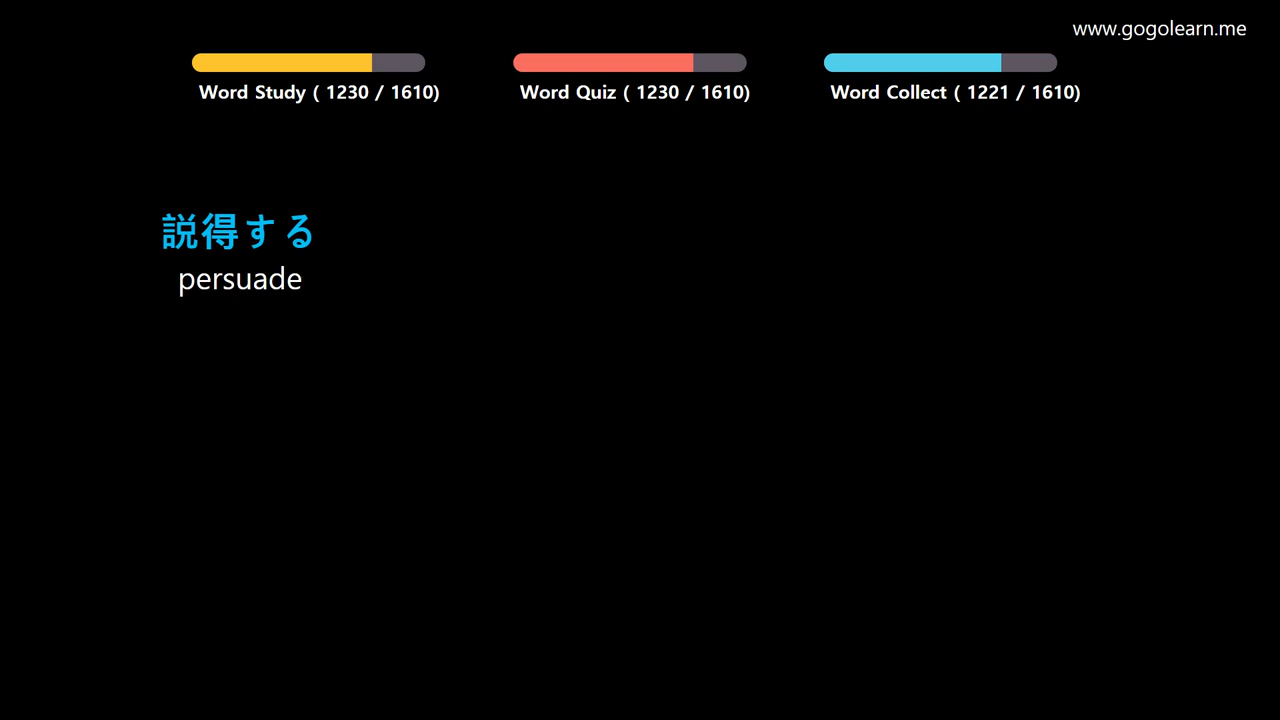 www.gogolearn.me
Word Study ( 1230 / 1610)
Word Quiz ( 1230 / 1610)
Word Collect ( 1221 / 1610)
説得する
persuade